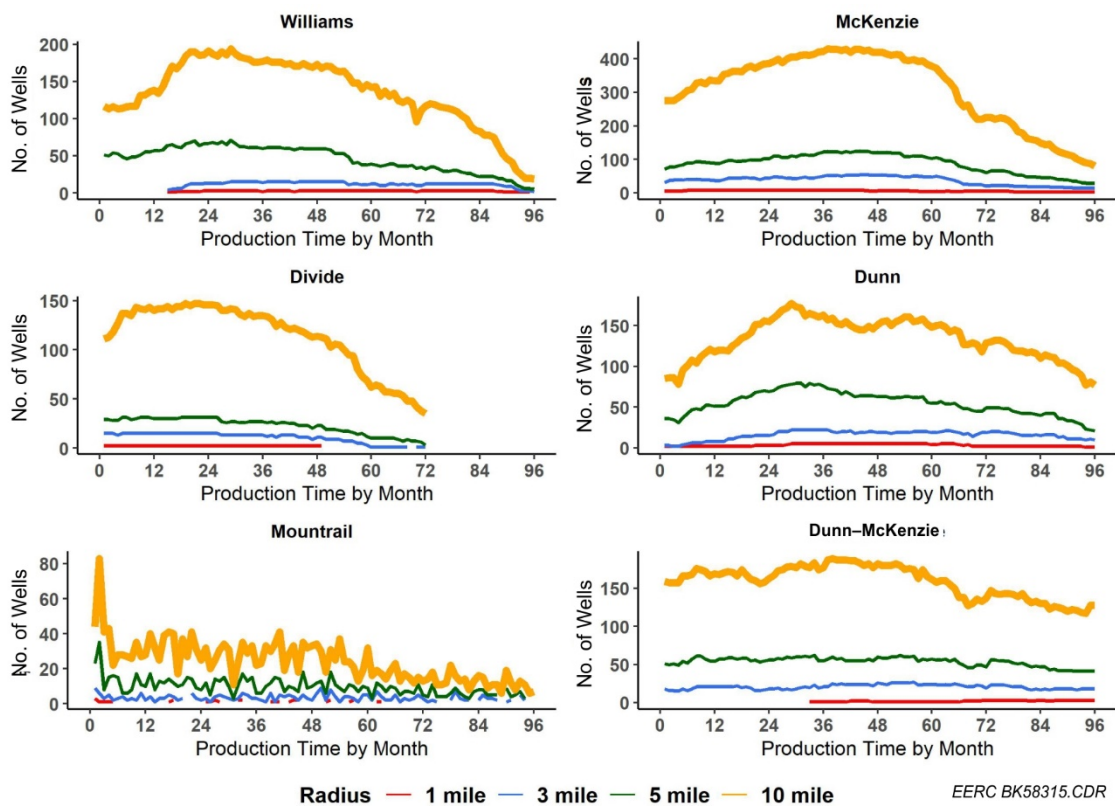 Williams
No. of Wells
200
150
100
50
0
0 12 24 36 48 60 72 84 96
Production Time by Month
McKenzie
No. of Wells
400
300
200
100
0
0 12 24 36 48 60 72 84 96
Production Time by Month
Divide
No. of Wells
150
100
50
0
0 12 24 36 48 60 72 84 96
Production Time by Month
Dunn
No. of Wells
150
100
50
0
0 12 24 36 48 60 72 84 96
Production Time by Month
Mountrail
No. of Wells
80
60
40
20
0
0 12 24 36 48 60 72 84 96
Production Time by Month
Dunn–McKenzie
No. of Wells
150
100
50
0
0 12 24 36 48 60 72 84 96
Production Time by Month
Radius 1 mile 3 mile 5 mile 10 mile
EERC BK58315.CDR